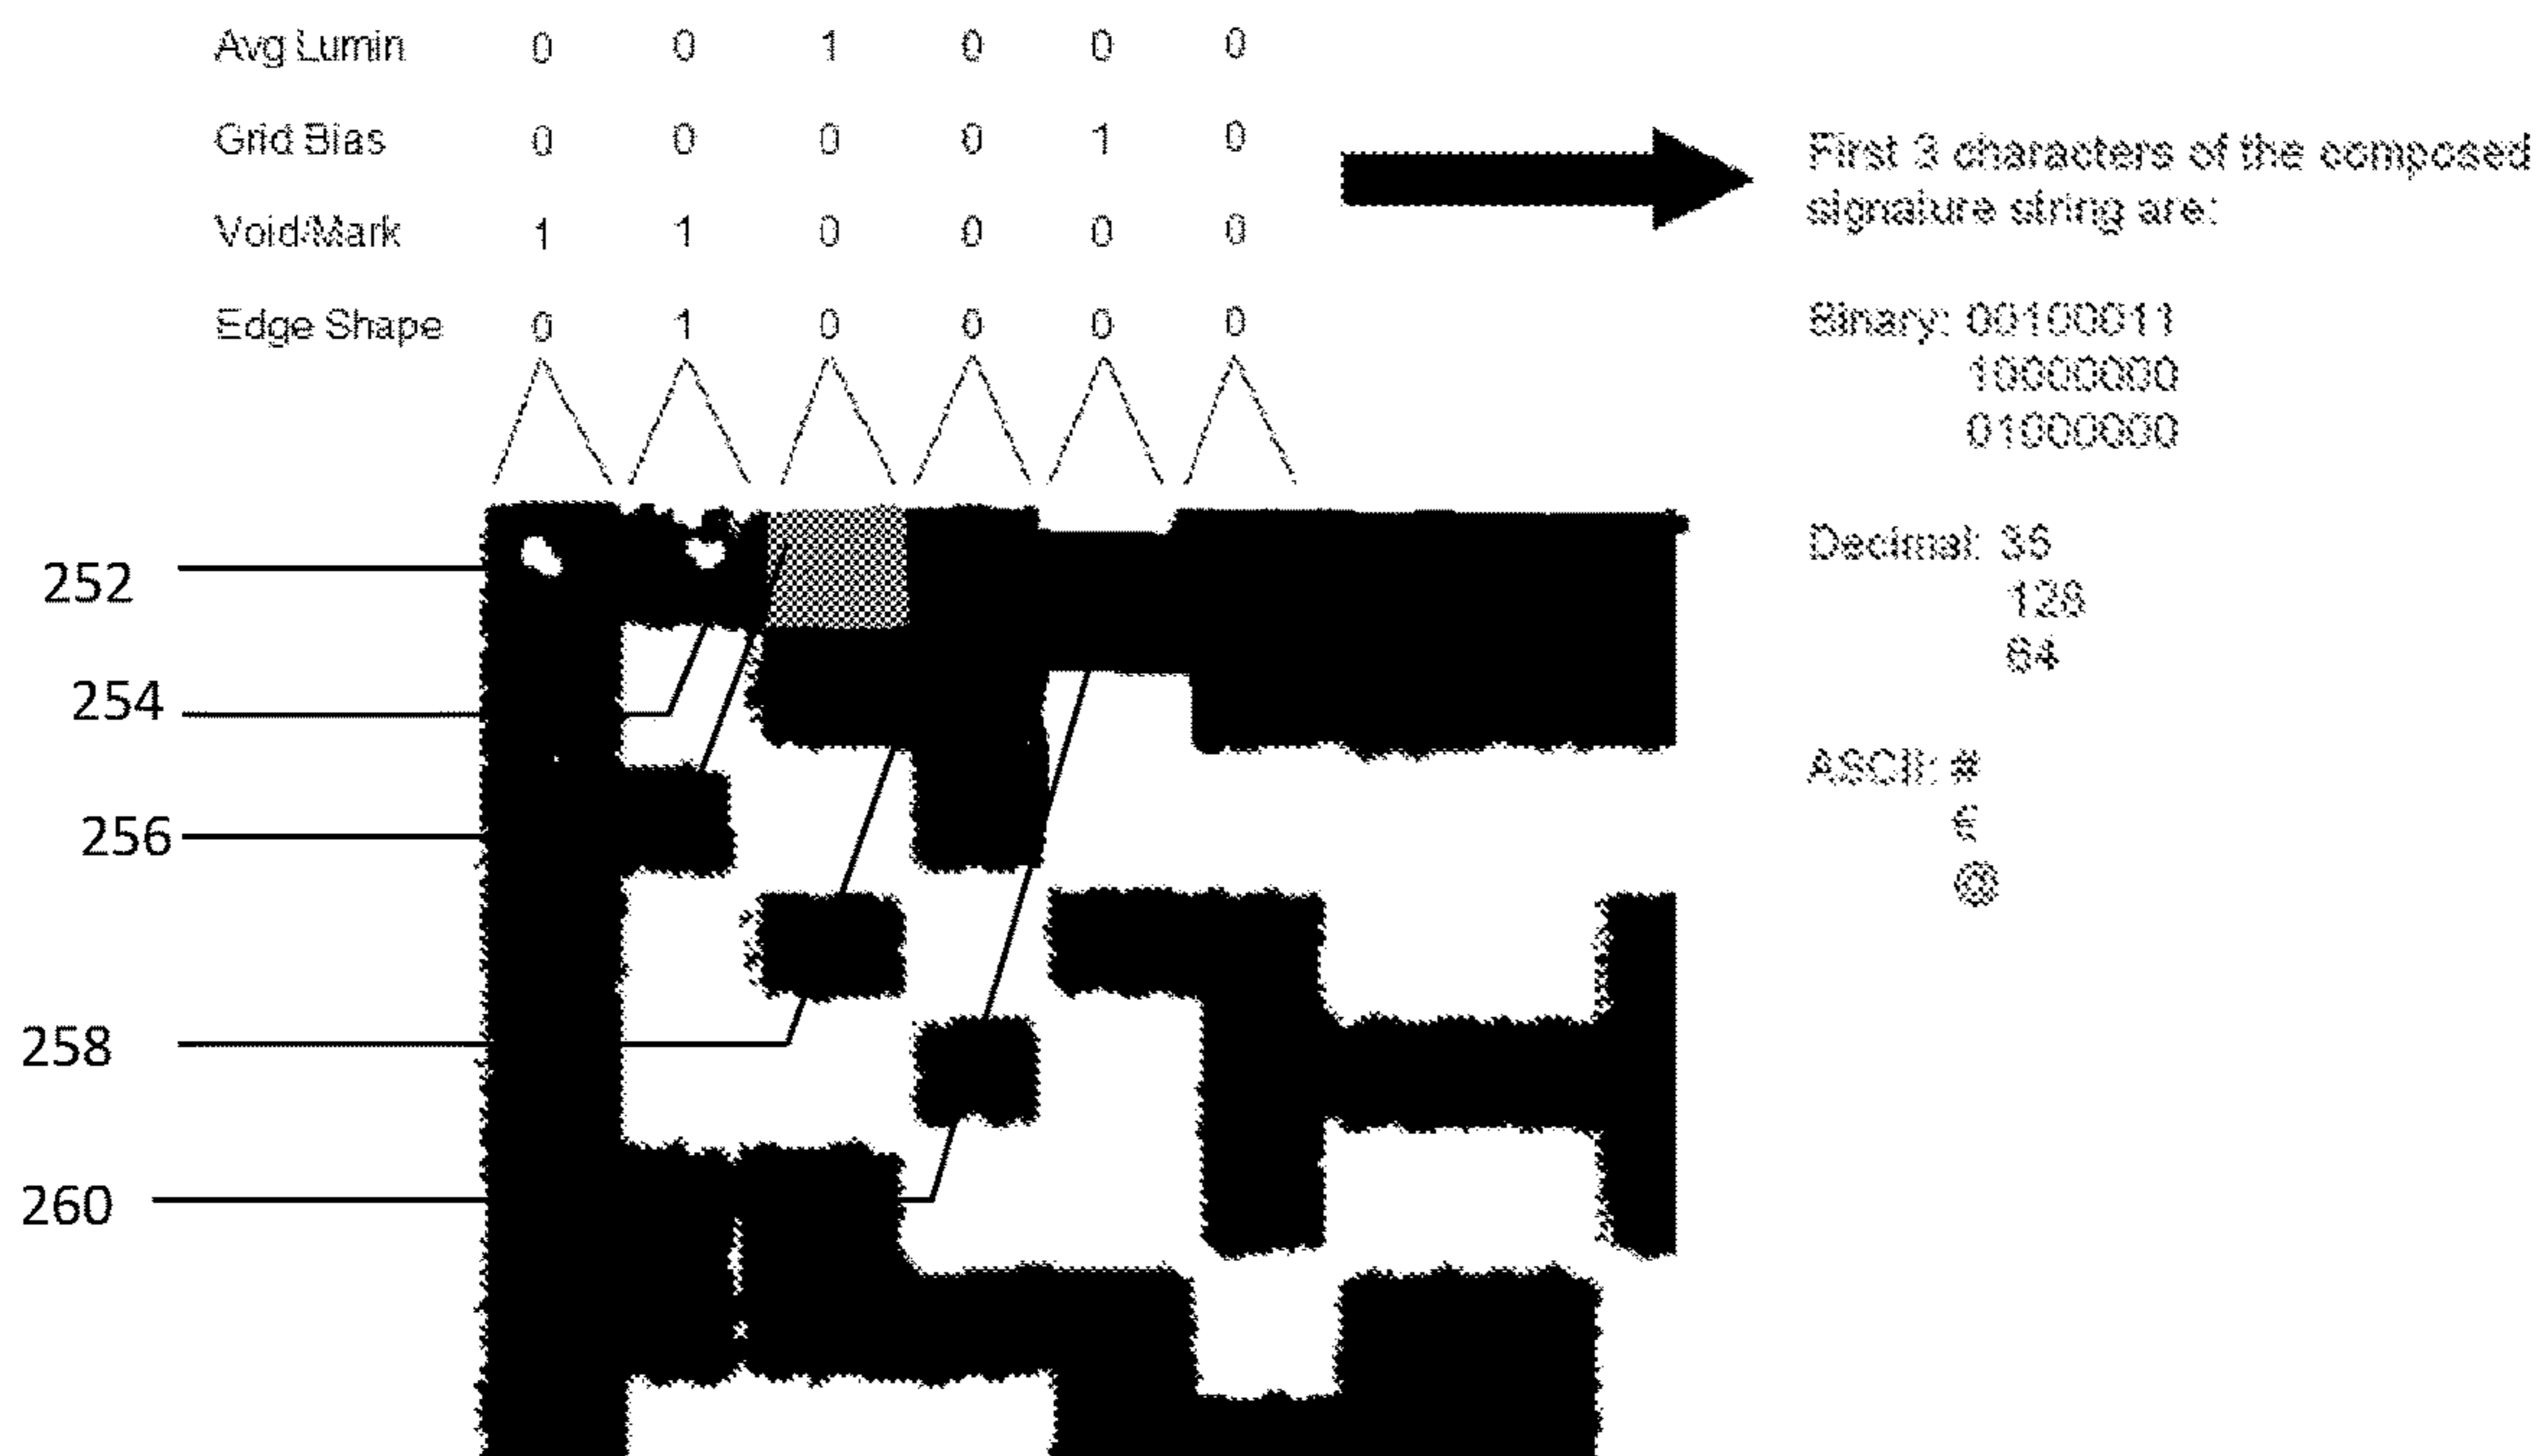 Avg Lumin 0 0 1 0 0 0
Grid Bias 0 0 0 0 1 0
Void/Mark 1 1 0 0 0 0
Edge Shape 0 1 0 0 0 0
First 3 characters of the composed
signature string are:
Binary: 00100011
10000000
01000000
Decimal: 36
128
64
ASCII: #
€
@
252
254
256
258
260